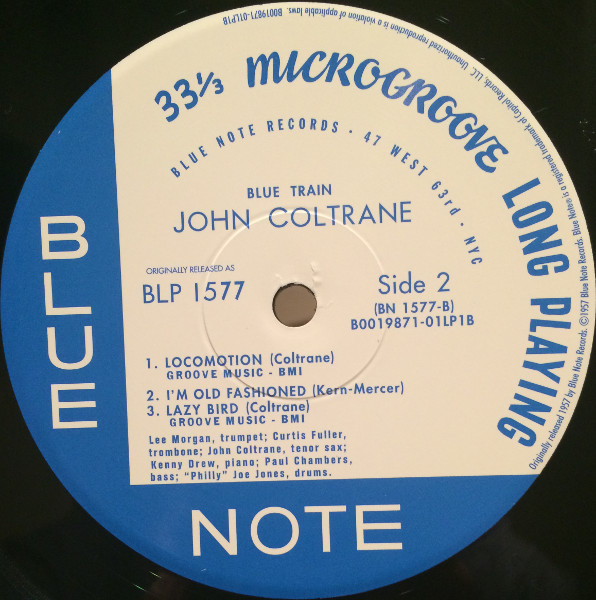 33⅓ MICROGROOVE LONG PLAYING
BLUE NOTE RECORDS · 47 WEST 63rd · NYC
BLUE TRAIN
JOHN COLTRANE
ORIGINALLY RELEASED AS
BLP 1577
Side 2
(BN 1577-B)
B0019871-01LP1B
1. LOCOMOTION (Coltrane)
GROOVE MUSIC - BMI
2. I'M OLD FASHIONED (Kern-Mercer)
3. LAZY BIRD (Coltrane)
GROOVE MUSIC - BMI
Lee Morgan, trumpet; Curtis Fuller,
trombone; John Coltrane, tenor sax;
Kenny Drew, piano; Paul Chambers,
bass; "Philly" Joe Jones, drums.
BLUE
NOTE
Originally released 1957 by Blue Note Records. ©1957 Blue Note Records. Blue Note® is a registered trademark of Capitol Records, LLC. Unauthorized reproduction is a violation of applicable laws. B0019871-01LP1B